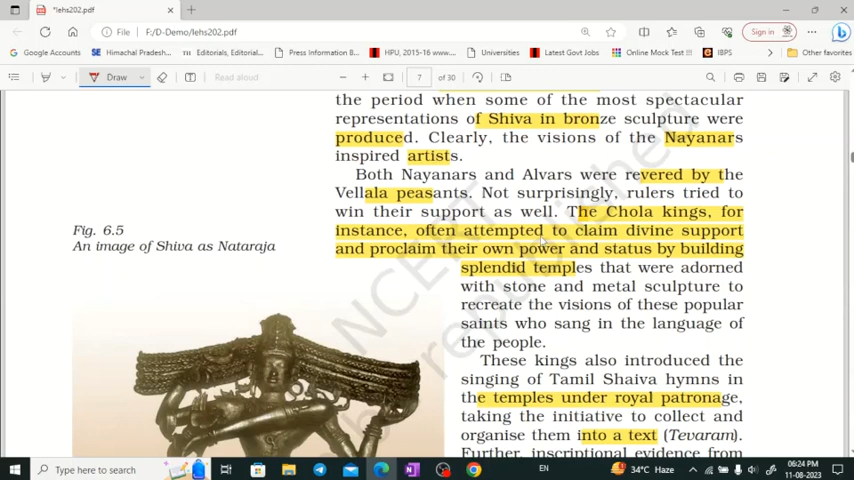 *lehs202.pdf
File
F:/D-Demo/lehs202.pdf
Sign in
Google Accounts
Himachal Pradesh...
Editorials, Editorial...
Press Information B...
HPU, 2015-16 www...
Universities
Latest Govt Jobs
Online Mock Test I...
IBPS
Other favorites
Draw
Read aloud
7
of 30
the period when some of the most spectacular
representations of Shiva in bronze sculpture were
produced. Clearly, the visions of the Nayanars
inspired artists.
Both Nayanars and Alvars were revered by the
Vellala peasants. Not surprisingly, rulers tried to
win their support as well. The Chola kings, for
instance, often attempted to claim divine support
and proclaim their own power and status by building
splendid temples that were adorned
with stone and metal sculpture to
recreate the visions of these popular
saints who sang in the language of
the people.
These kings also introduced the
singing of Tamil Shaiva hymns in
the temples under royal patronage,
taking the initiative to collect and
organise them into a text (Tevaram).
Further, inscriptional evidence from
Fig. 6.5
An image of Shiva as Nataraja
NCERT
republished
Type here to search
EN
34°C Haze
06:24 PM
11-08-2023